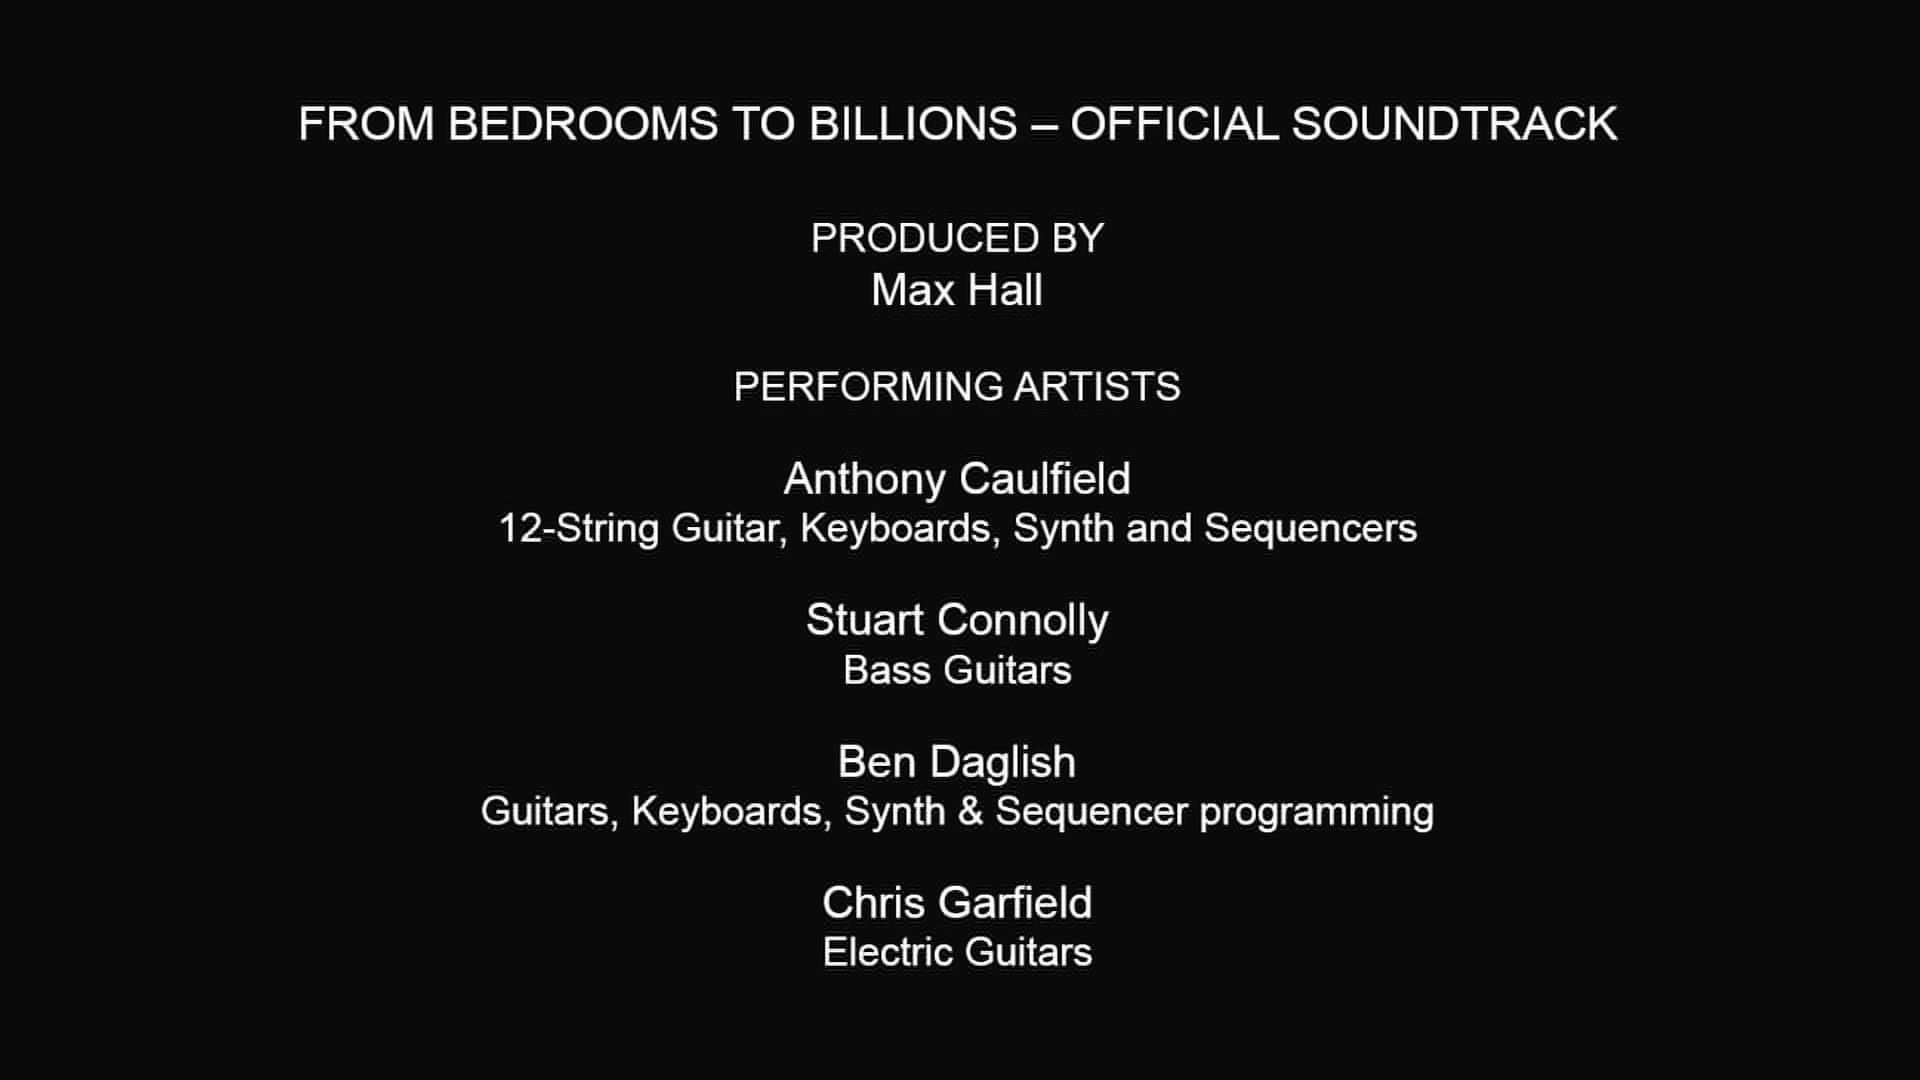 FROM BEDROOMS TO BILLIONS – OFFICIAL SOUNDTRACK
PRODUCED BY
Max Hall
PERFORMING ARTISTS
Anthony Caulfield
12-String Guitar, Keyboards, Synth and Sequencers
Stuart Connolly
Bass Guitars
Ben Daglish
Guitars, Keyboards, Synth & Sequencer programming
Chris Garfield
Electric Guitars